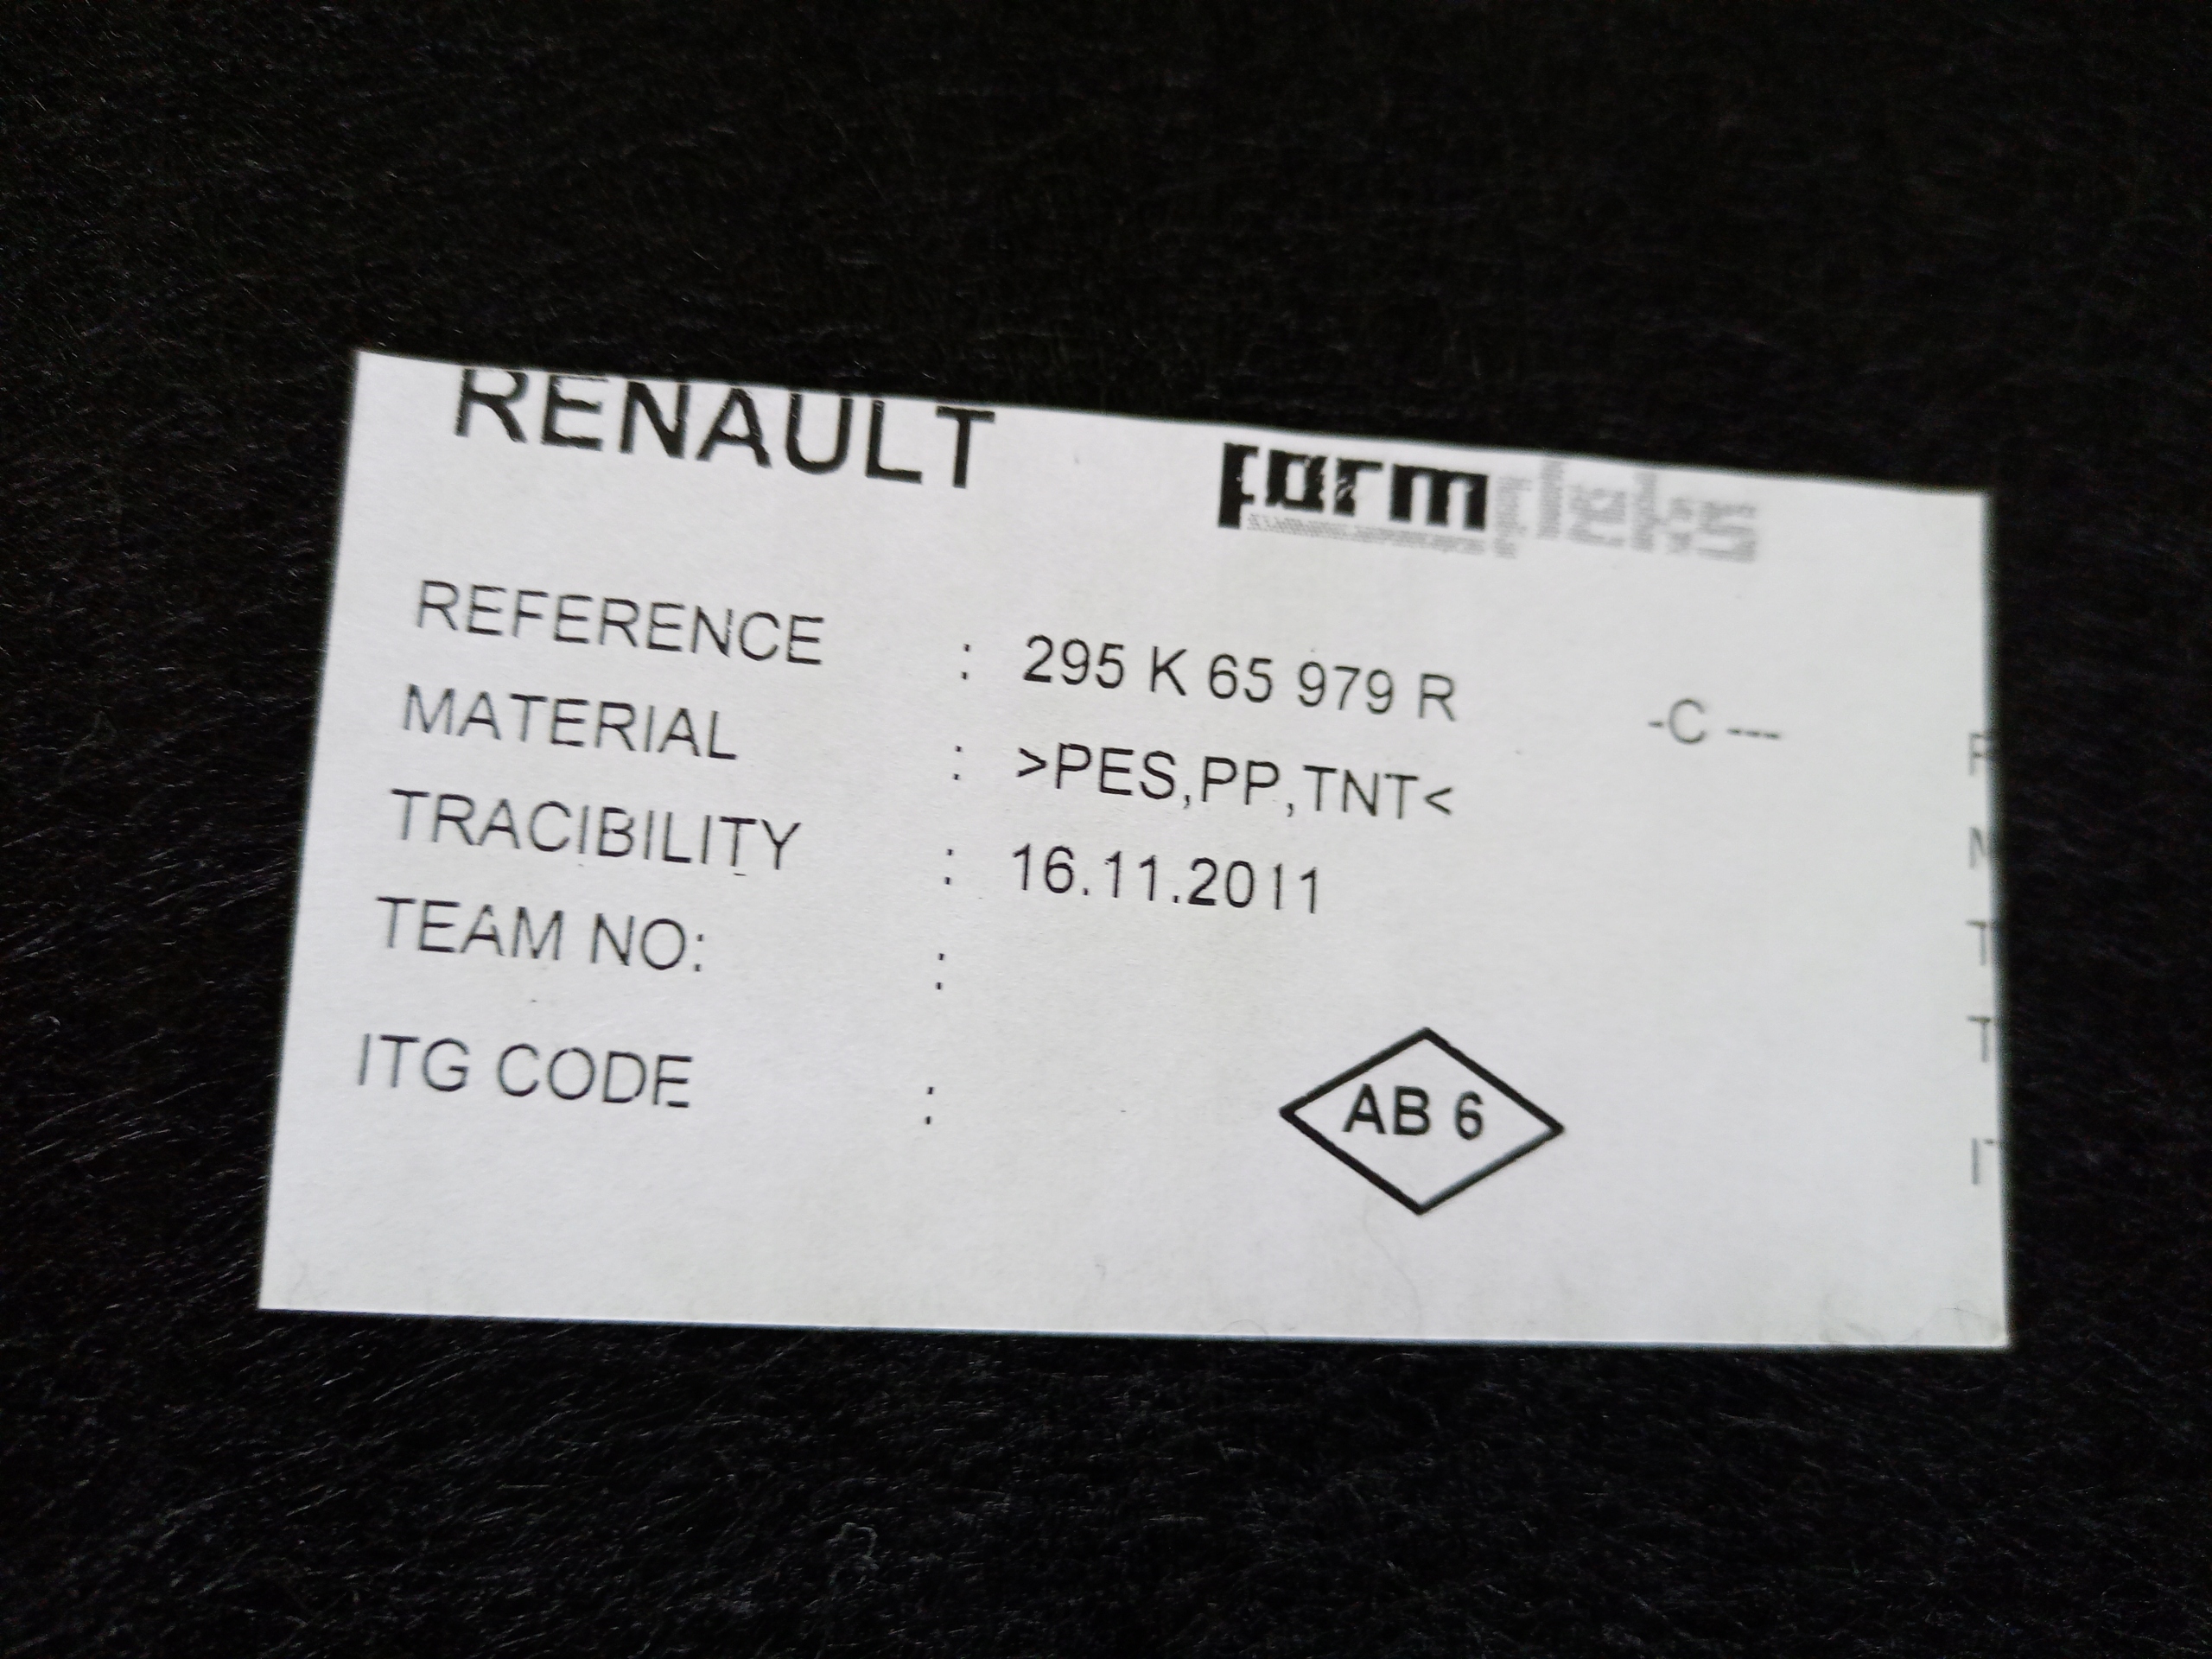 RENAULT formfleks
REFERENCE : 295 K 65 979 R -C ---
MATERIAL : >PES,PP,TNT<
TRACIBILITY : 16.11.2011
TEAM NO: :
ITG CODE : AB 6